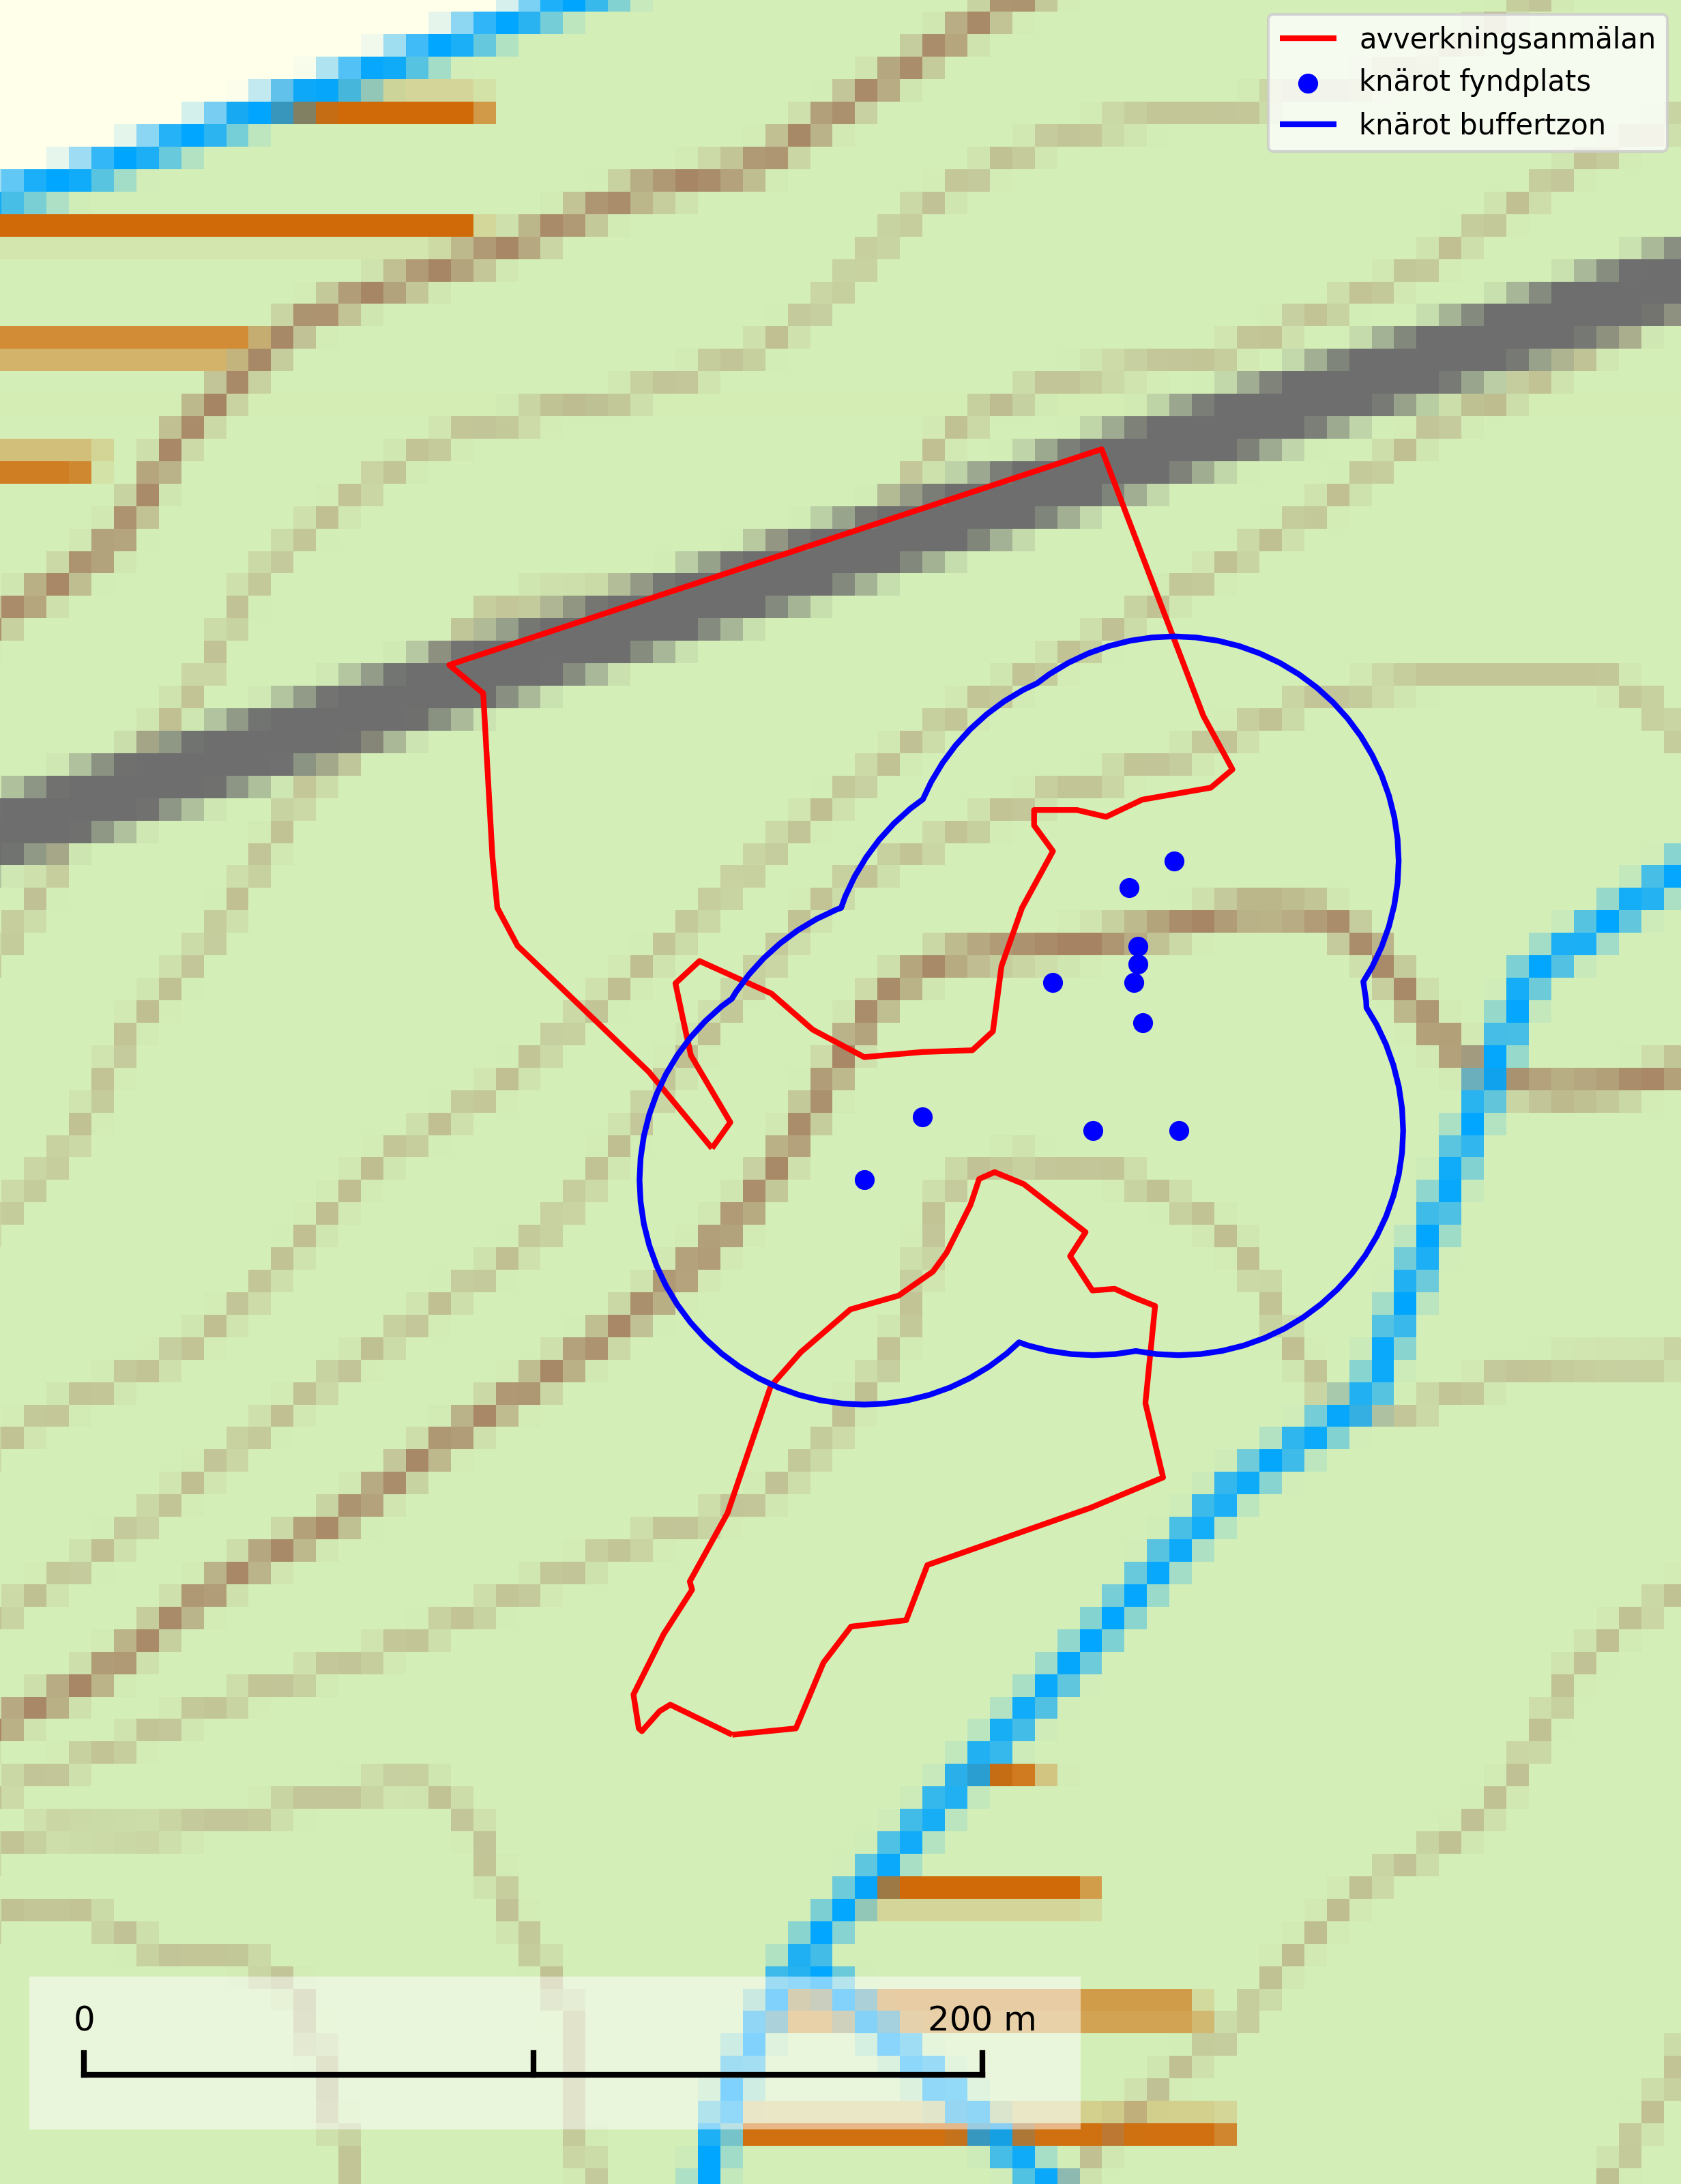 avverkningsanmälan
knärot fyndplats
knärot buffertzon
0 200 m